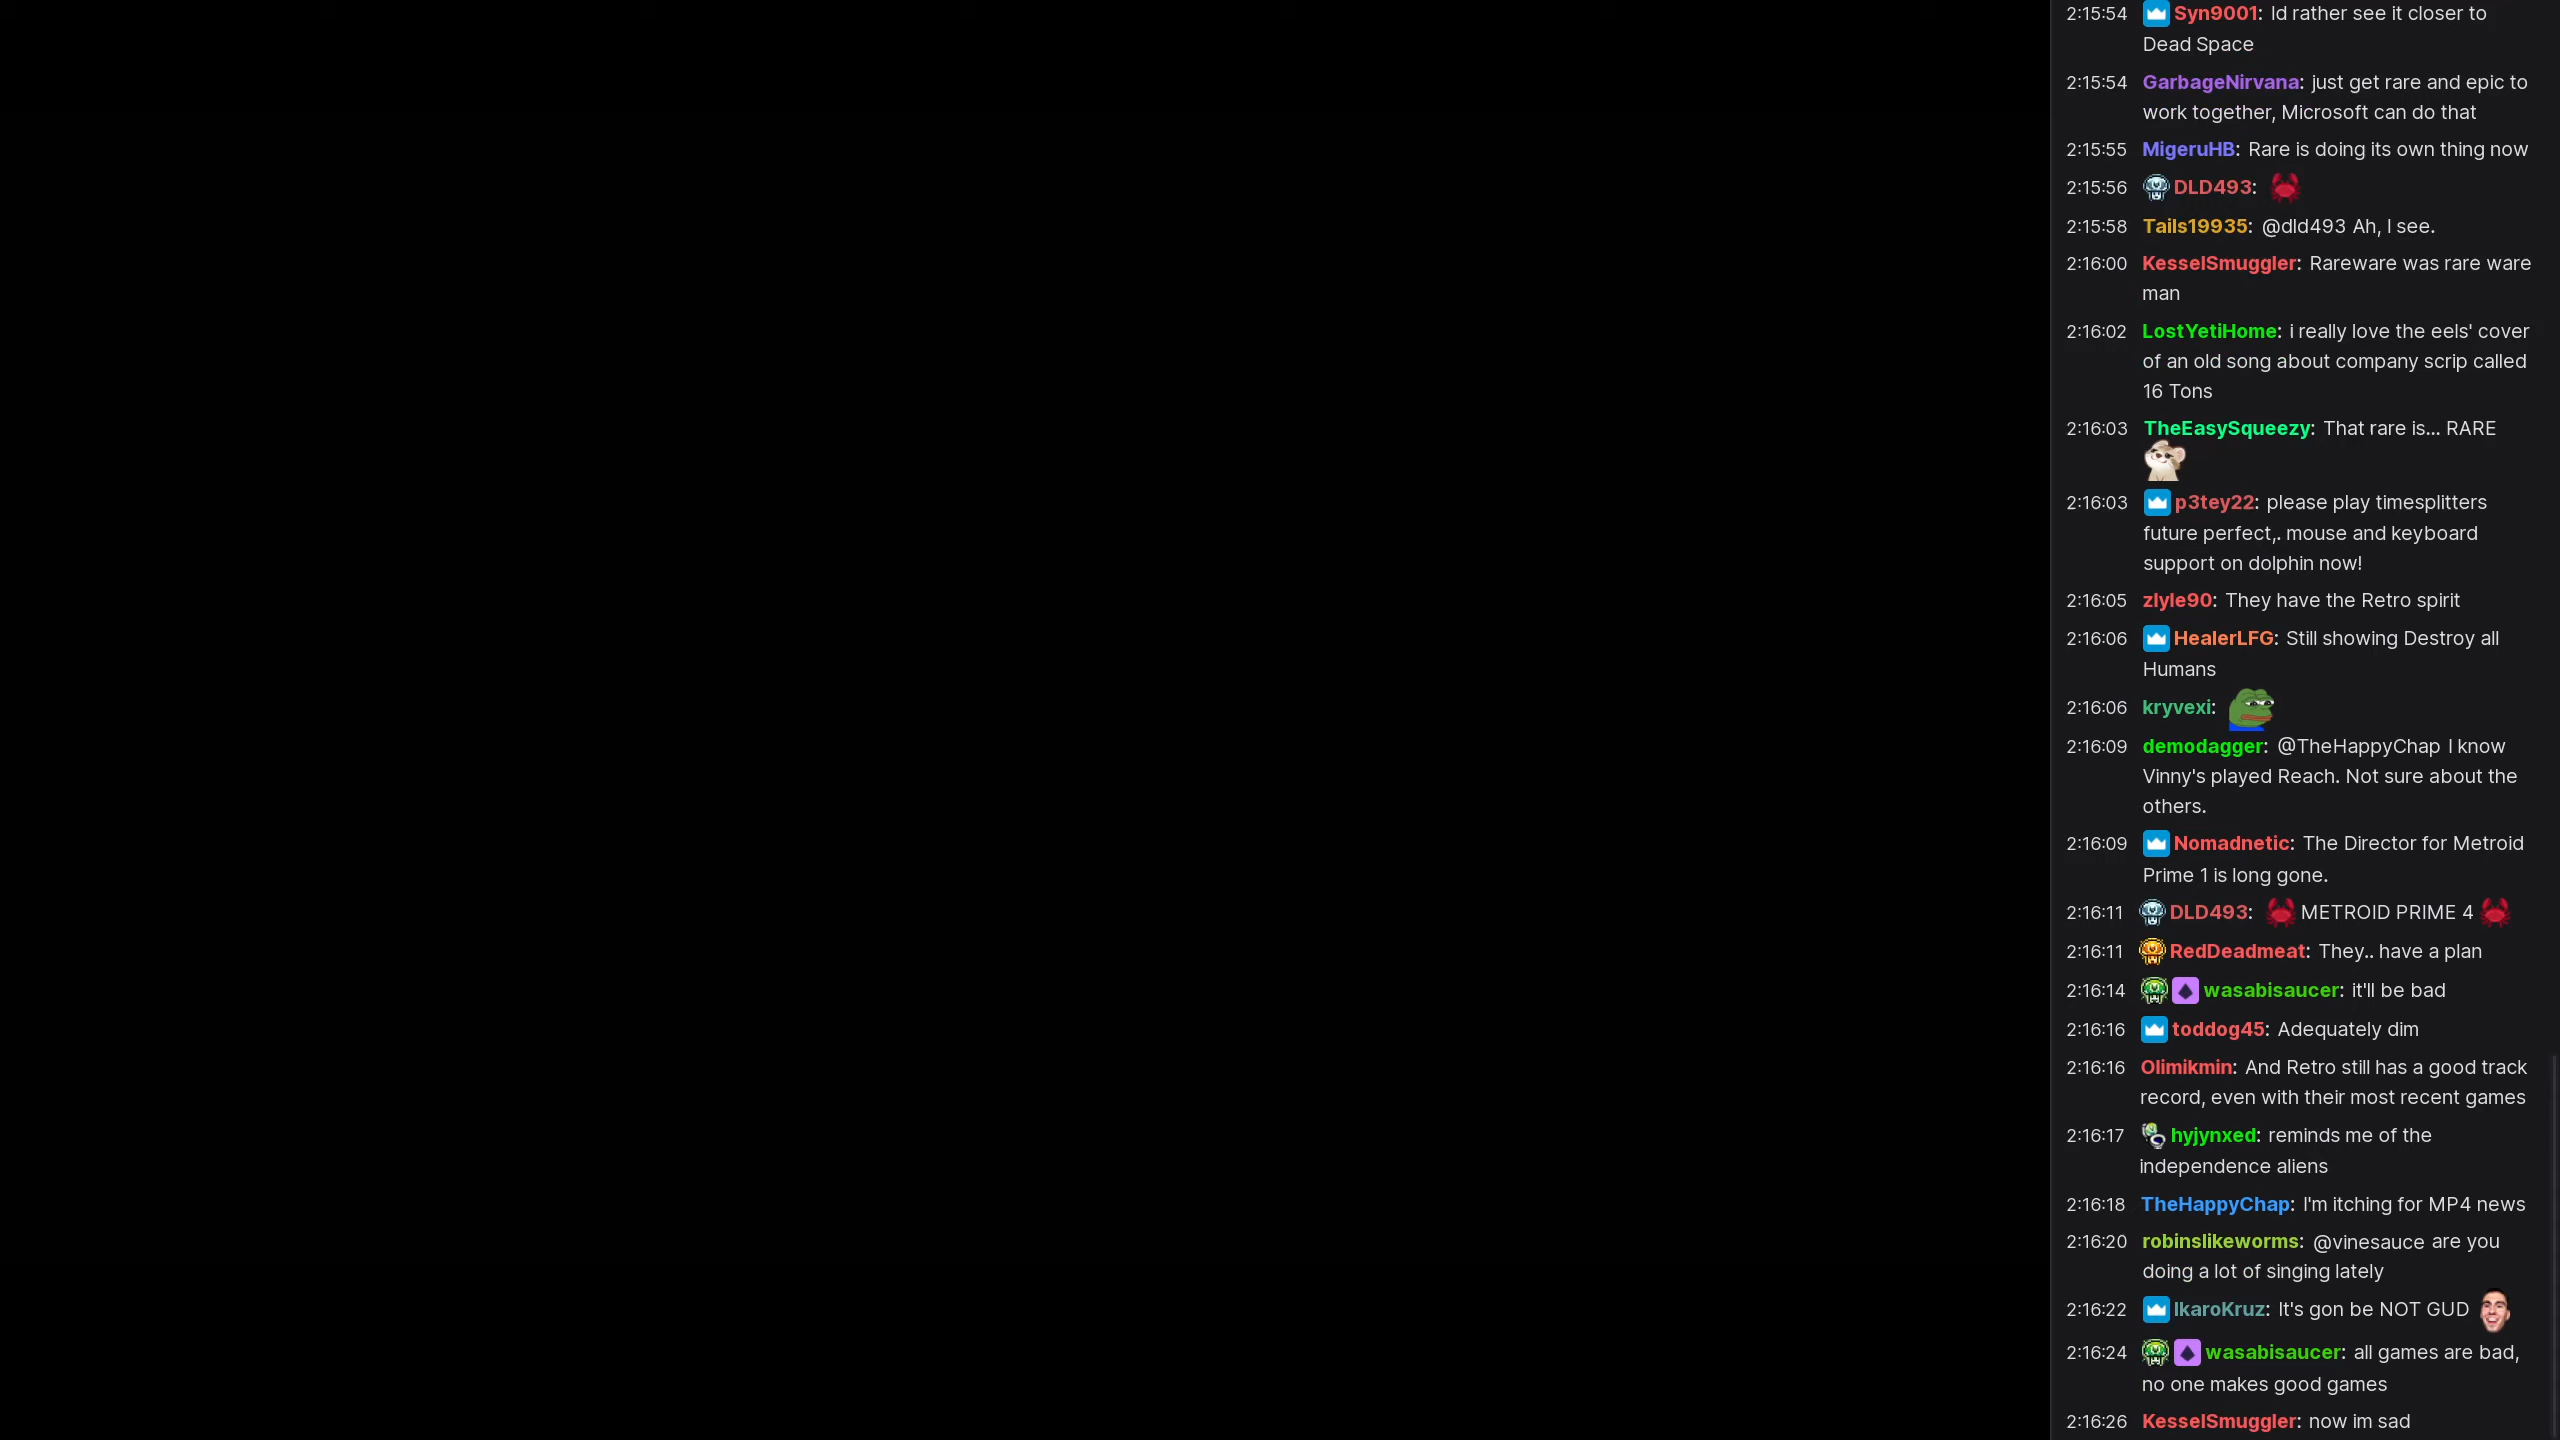 2:15:54 Syn9001: Id rather see it closer to
Dead Space
2:15:54 GarbageNirvana: just get rare and epic to
work together, Microsoft can do that
2:15:55 MigeruHB: Rare is doing its own thing now
2:15:56 DLD493:
2:15:58 Tails19935: @dld493 Ah, I see.
2:16:00 KesselSmuggler: Rareware was rare ware
man
2:16:02 LostYetiHome: i really love the eels' cover
of an old song about company scrip called
16 Tons
2:16:03 TheEasySqueezy: That rare is... RARE
2:16:03 p3tey22: please play timesplitters
future perfect,. mouse and keyboard
support on dolphin now!
2:16:05 zlyle90: They have the Retro spirit
2:16:06 HealerLFG: Still showing Destroy all
Humans
2:16:06 kryvexi:
2:16:09 demodagger: @TheHappyChap I know
Vinny's played Reach. Not sure about the
others.
2:16:09 Nomadnetic: The Director for Metroid
Prime 1 is long gone.
2:16:11 DLD493: METROID PRIME 4
2:16:11 RedDeadmeat: They.. have a plan
2:16:14 wasabisaucer: it'll be bad
2:16:16 toddog45: Adequately dim
2:16:16 Olimikmin: And Retro still has a good track
record, even with their most recent games
2:16:17 hyjynxed: reminds me of the
independence aliens
2:16:18 TheHappyChap: I'm itching for MP4 news
2:16:20 robinslikeworms: @vinesauce are you
doing a lot of singing lately
2:16:22 IkaroKruz: It's gon be NOT GUD
2:16:24 wasabisaucer: all games are bad,
no one makes good games
2:16:26 KesselSmuggler: now im sad